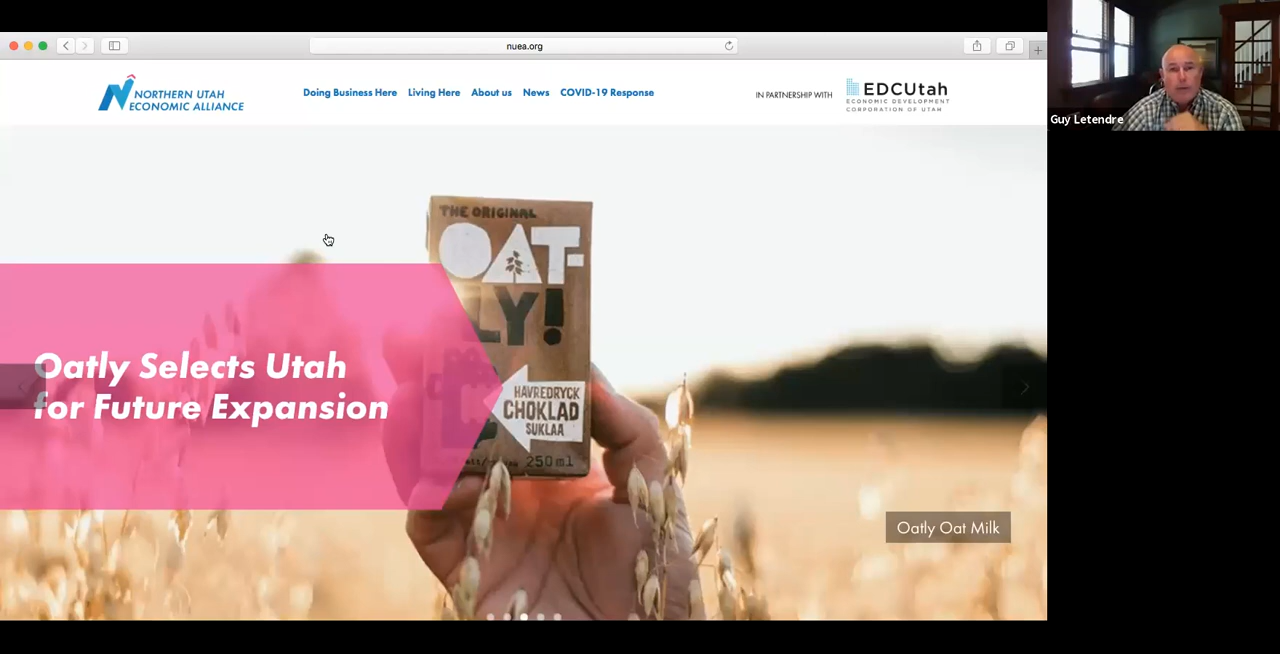 nuea.org
NORTHERN UTAH
ECONOMIC ALLIANCE
Doing Business Here Living Here About us News COVID-19 Response
IN PARTNERSHIP WITH
EDCUtah
ECONOMIC DEVELOPMENT
CORPORATION OF UTAH
Guy Letendre
THE ORIGINAL
OAT-
LY!
HAVREDRYCK
CHOKLAD
SUKLAA
250ml
Oatly Selects Utah
for Future Expansion
Oatly Oat Milk